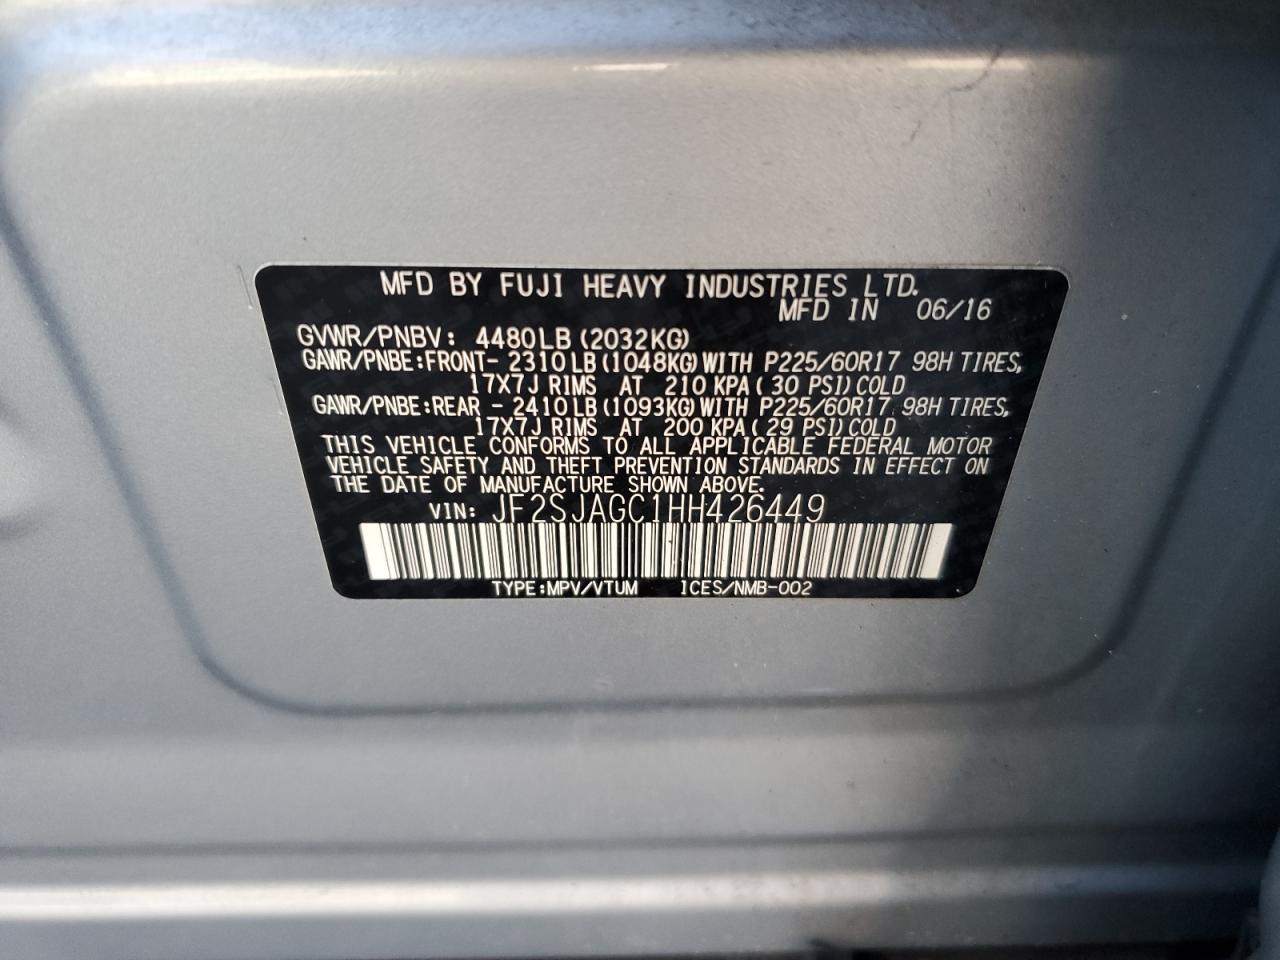 MFD BY FUJI HEAVY INDUSTRIES LTD.
MFD IN 06/16
GVWR/PNBV: 4480LB (2032KG)
GAWR/PNBE:FRONT- 2310LB (1048KG) WITH P225/60R17 98H TIRES,
17X7J RIMS AT 210 KPA ( 30 PSI) COLD
GAWR/PNBE:REAR - 2410LB (1093KG) WITH P225/60R17 98H TIRES,
17X7J RIMS AT 200 KPA ( 29 PSI) COLD
THIS VEHICLE CONFORMS TO ALL APPLICABLE FEDERAL MOTOR
VEHICLE SAFETY AND THEFT PREVENTION STANDARDS IN EFFECT ON
THE DATE OF MANUFACTURE SHOWN ABOVE.
VIN: JF2SJAGC1HH426449
TYPE:MPV/VTUM ICES/NMB-002